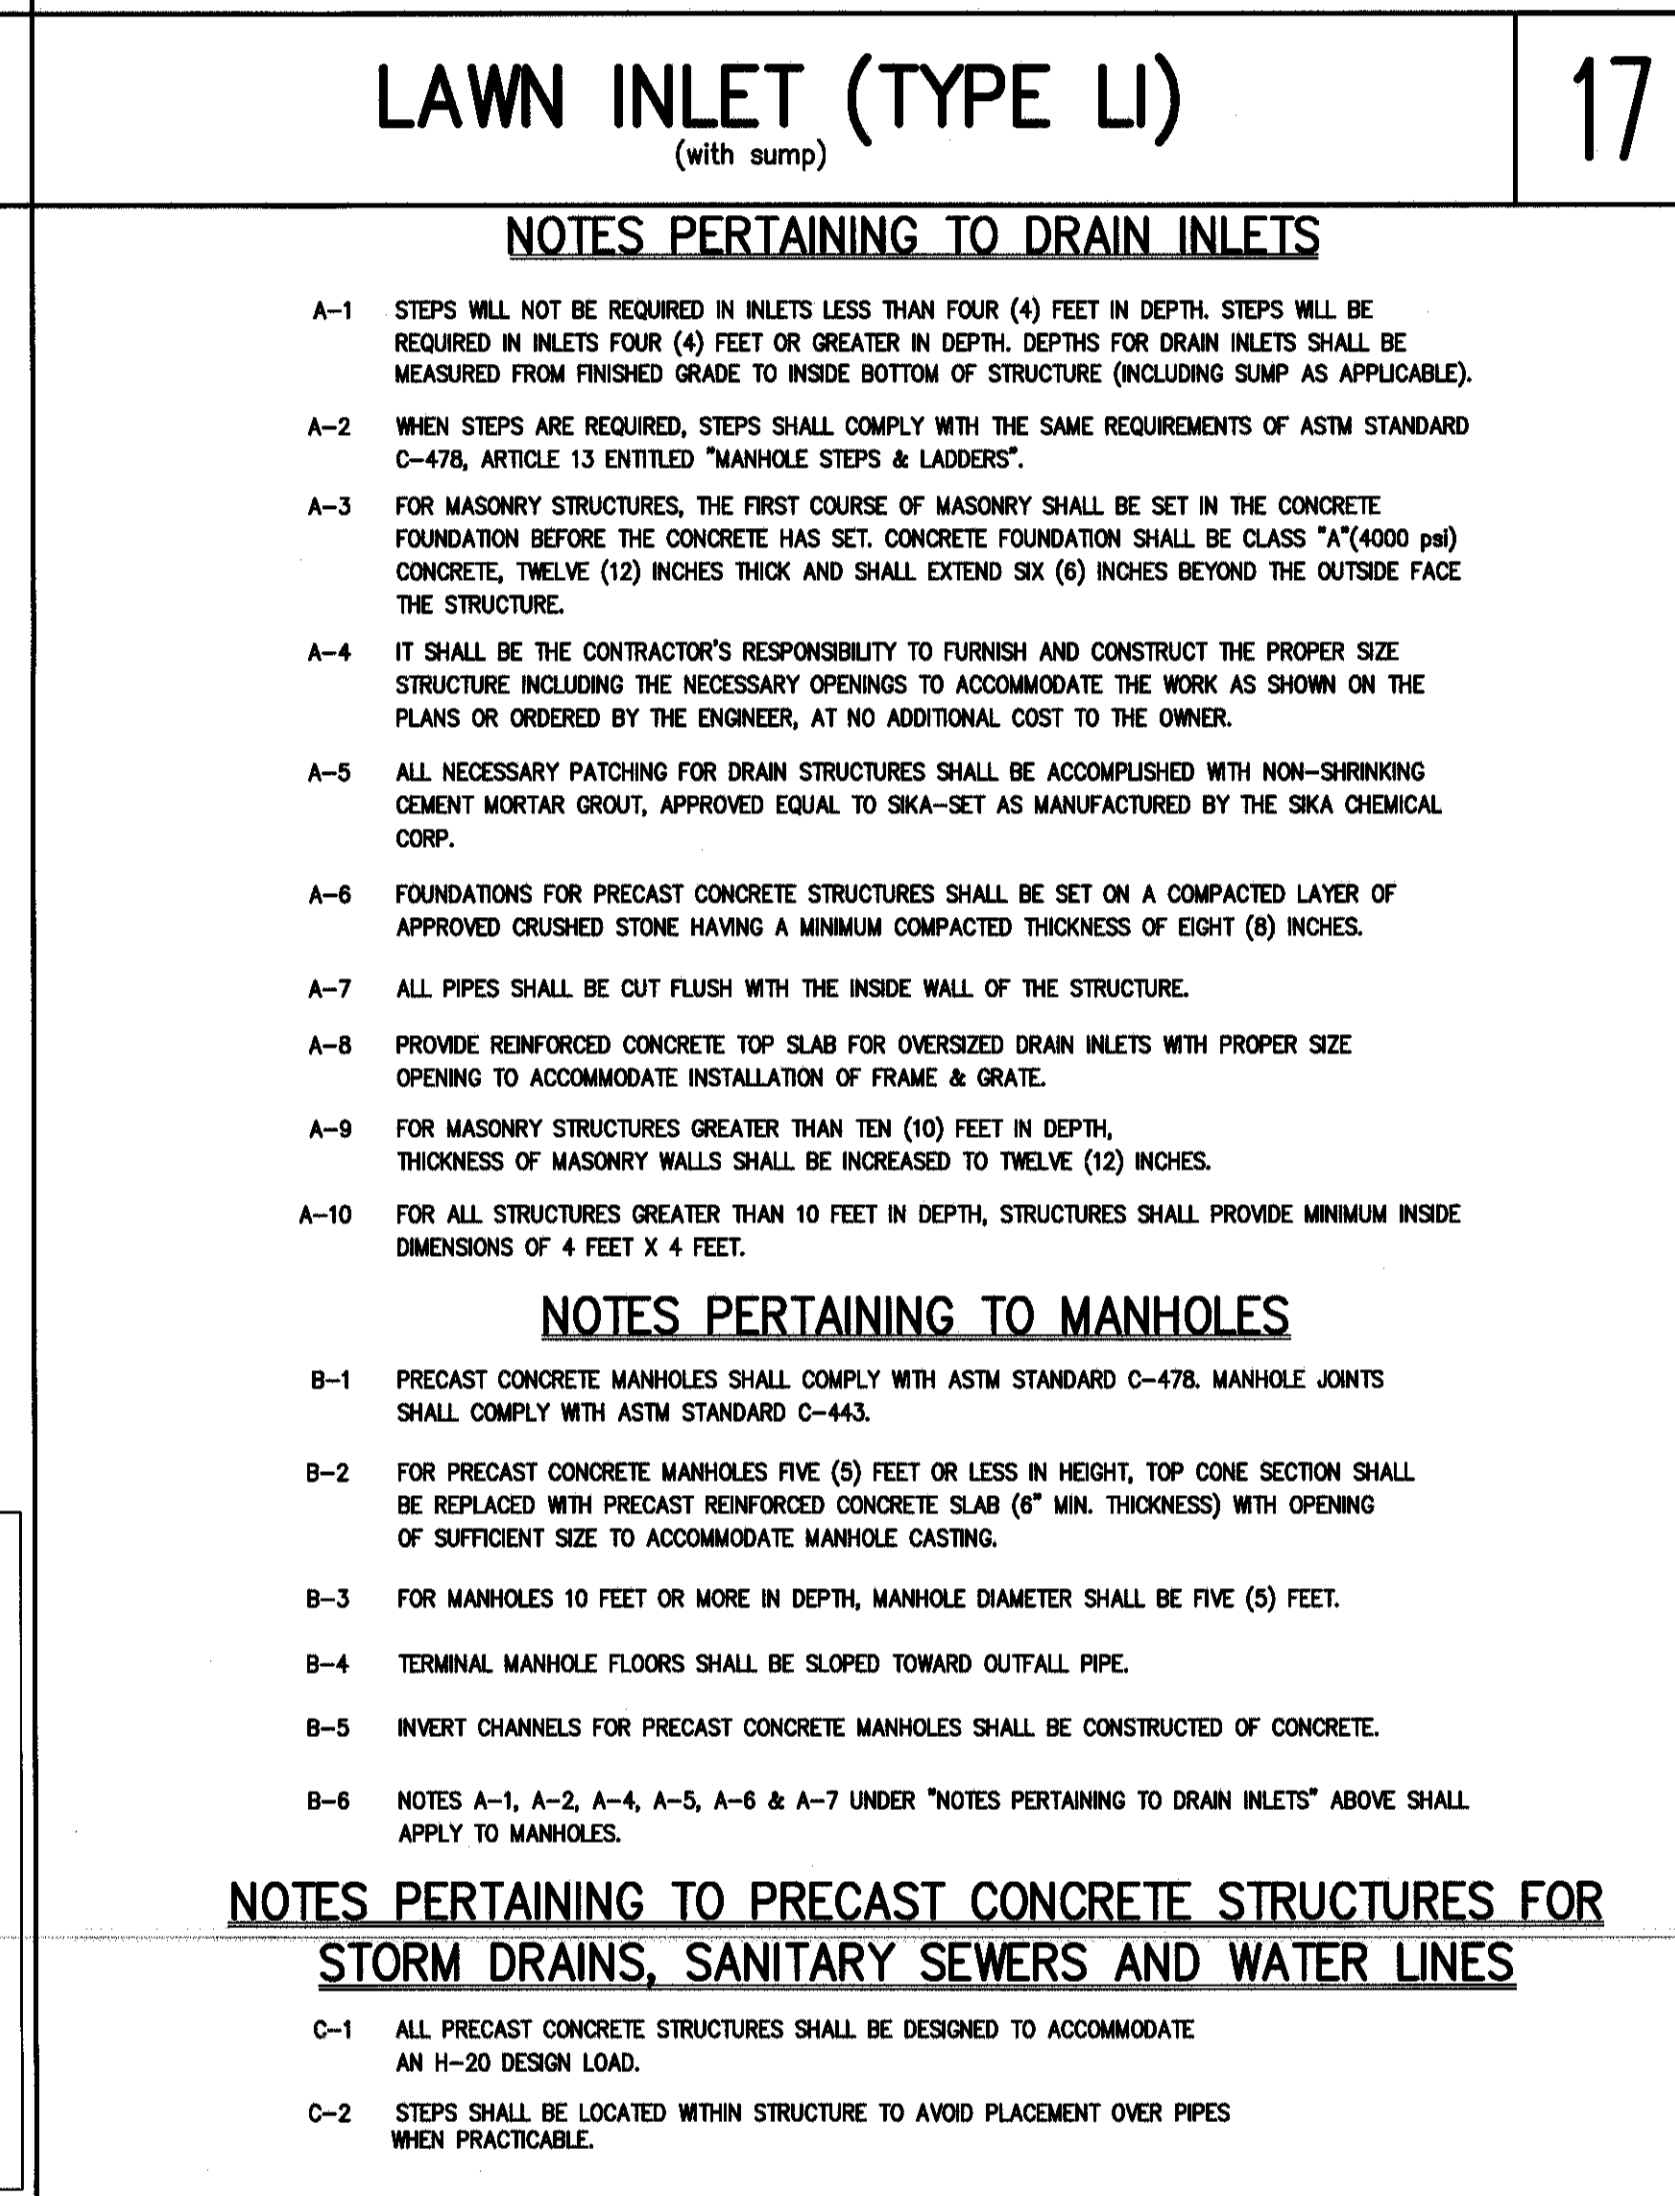 LAWN INLET (TYPE LI)
(with sump)
17
NOTES PERTAINING TO DRAIN INLETS
A-1 STEPS WILL NOT BE REQUIRED IN INLETS LESS THAN FOUR (4) FEET IN DEPTH. STEPS WILL BE
REQUIRED IN INLETS FOUR (4) FEET OR GREATER IN DEPTH. DEPTHS FOR DRAIN INLETS SHALL BE
MEASURED FROM FINISHED GRADE TO INSIDE BOTTOM OF STRUCTURE (INCLUDING SUMP AS APPLICABLE).
A-2 WHEN STEPS ARE REQUIRED, STEPS SHALL COMPLY WITH THE SAME REQUIREMENTS OF ASTM STANDARD
C-478, ARTICLE 13 ENTITLED "MANHOLE STEPS & LADDERS".
A-3 FOR MASONRY STRUCTURES, THE FIRST COURSE OF MASONRY SHALL BE SET IN THE CONCRETE
FOUNDATION BEFORE THE CONCRETE HAS SET. CONCRETE FOUNDATION SHALL BE CLASS "A"(4000 psi)
CONCRETE, TWELVE (12) INCHES THICK AND SHALL EXTEND SIX (6) INCHES BEYOND THE OUTSIDE FACE
THE STRUCTURE.
A-4 IT SHALL BE THE CONTRACTOR'S RESPONSIBILITY TO FURNISH AND CONSTRUCT THE PROPER SIZE
STRUCTURE INCLUDING THE NECESSARY OPENINGS TO ACCOMMODATE THE WORK AS SHOWN ON THE
PLANS OR ORDERED BY THE ENGINEER, AT NO ADDITIONAL COST TO THE OWNER.
A-5 ALL NECESSARY PATCHING FOR DRAIN STRUCTURES SHALL BE ACCOMPLISHED WITH NON-SHRINKING
CEMENT MORTAR GROUT, APPROVED EQUAL TO SIKA-SET AS MANUFACTURED BY THE SIKA CHEMICAL
CORP.
A-6 FOUNDATIONS FOR PRECAST CONCRETE STRUCTURES SHALL BE SET ON A COMPACTED LAYER OF
APPROVED CRUSHED STONE HAVING A MINIMUM COMPACTED THICKNESS OF EIGHT (8) INCHES.
A-7 ALL PIPES SHALL BE CUT FLUSH WITH THE INSIDE WALL OF THE STRUCTURE.
A-8 PROVIDE REINFORCED CONCRETE TOP SLAB FOR OVERSIZED DRAIN INLETS WITH PROPER SIZE
OPENING TO ACCOMMODATE INSTALLATION OF FRAME & GRATE.
A-9 FOR MASONRY STRUCTURES GREATER THAN TEN (10) FEET IN DEPTH,
THICKNESS OF MASONRY WALLS SHALL BE INCREASED TO TWELVE (12) INCHES.
A-10 FOR ALL STRUCTURES GREATER THAN 10 FEET IN DEPTH, STRUCTURES SHALL PROVIDE MINIMUM INSIDE
DIMENSIONS OF 4 FEET X 4 FEET.
NOTES PERTAINING TO MANHOLES
B-1 PRECAST CONCRETE MANHOLES SHALL COMPLY WITH ASTM STANDARD C-478. MANHOLE JOINTS
SHALL COMPLY WITH ASTM STANDARD C-443.
B-2 FOR PRECAST CONCRETE MANHOLES FIVE (5) FEET OR LESS IN HEIGHT, TOP CONE SECTION SHALL
BE REPLACED WITH PRECAST REINFORCED CONCRETE SLAB (6" MIN. THICKNESS) WITH OPENING
OF SUFFICIENT SIZE TO ACCOMMODATE MANHOLE CASTING.
B-3 FOR MANHOLES 10 FEET OR MORE IN DEPTH, MANHOLE DIAMETER SHALL BE FIVE (5) FEET.
B-4 TERMINAL MANHOLE FLOORS SHALL BE SLOPED TOWARD OUTFALL PIPE.
B-5 INVERT CHANNELS FOR PRECAST CONCRETE MANHOLES SHALL BE CONSTRUCTED OF CONCRETE.
B-6 NOTES A-1, A-2, A-4, A-5, A-6 & A-7 UNDER "NOTES PERTAINING TO DRAIN INLETS" ABOVE SHALL
APPLY TO MANHOLES.
NOTES PERTAINING TO PRECAST CONCRETE STRUCTURES FOR
STORM DRAINS, SANITARY SEWERS AND WATER LINES
C-1 ALL PRECAST CONCRETE STRUCTURES SHALL BE DESIGNED TO ACCOMMODATE
AN H-20 DESIGN LOAD.
C-2 STEPS SHALL BE LOCATED WITHIN STRUCTURE TO AVOID PLACEMENT OVER PIPES
WHEN PRACTICABLE.